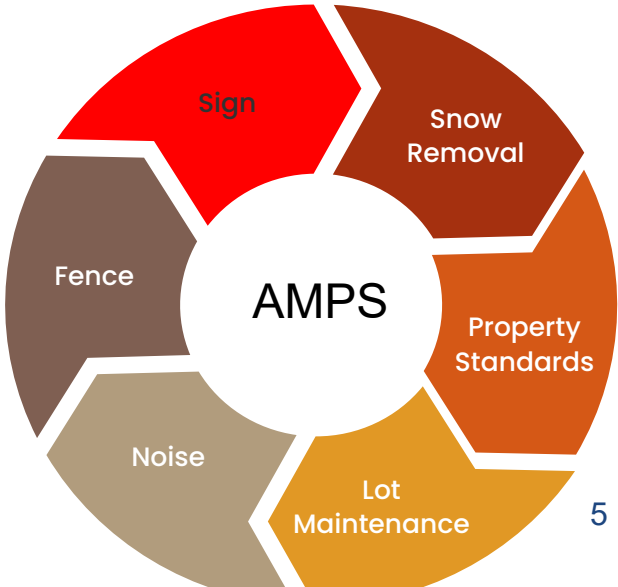 Sign
Snow
Removal
Fence
AMPS
Property
Standards
Noise
Lot
Maintenance
5